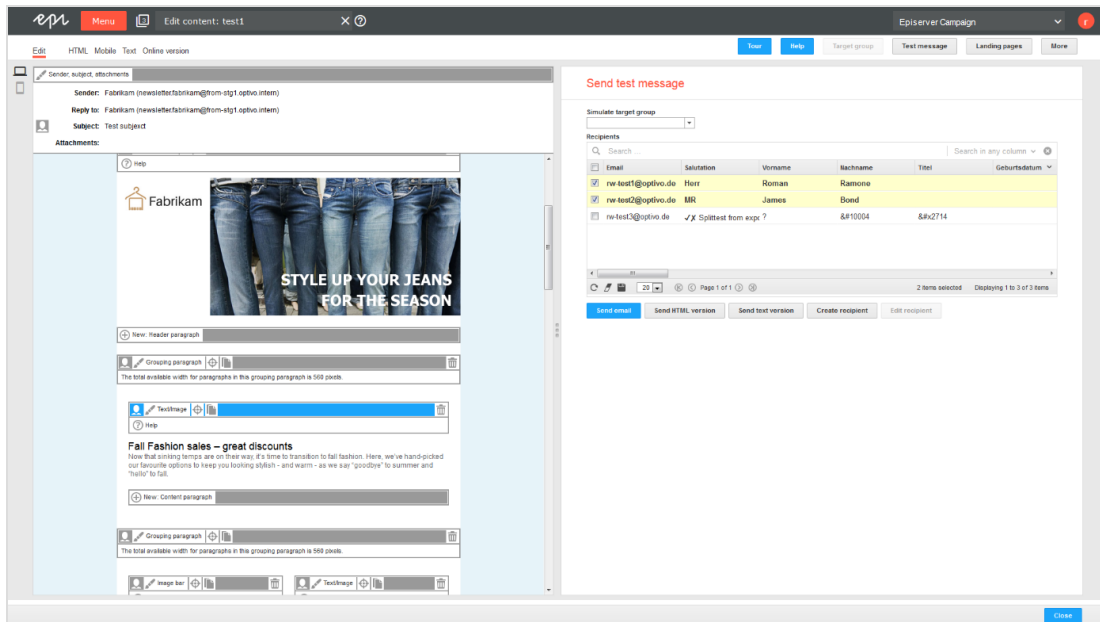 epi Menu 2 Edit content: test1 Episerver Campaign r
Edit HTML Mobile Text Online version Tour Help Target group Test message Landing pages More
Sender, subject, attachments
Sender: Fabrikam (newsletter.fabrikam@from-stg1.optivo.intern)
Reply to: Fabrikam (newsletter.fabrikam@from-stg1.optivo.intern)
Subject: Test subjexct
Attachments:
Help
Fabrikam
STYLE UP YOUR JEANS
FOR THE SEASON
New: Header paragraph
Grouping paragraph
The total available width for paragraphs in this grouping paragraph is 560 pixels.
Text/Image
Help
Fall Fashion sales – great discounts
Now that sinking temps are on their way, it's time to transition to fall fashion. Here, we've hand-picked
our favourite options to keep you looking stylish - and warm - as we say "goodbye" to summer and
"hello" to fall.
New: Content paragraph
Grouping paragraph
The total available width for paragraphs in this grouping paragraph is 560 pixels.
Image bar Text/Image
Send test message
Simulate target group
Recipients
Search ... Search in any column
Email Salutation Vorname Nachname Titel Geburtsdatum
rw-test1@optivo.de Herr Roman Ramone
rw-test2@optivo.de MR James Bond
rw-test3@optivo.de ✓✗ Splittest from expc ? &#10004 &#x2714
20 Page 1 of 1 2 items selected Displaying 1 to 3 of 3 items
Send email Send HTML version Send text version Create recipient Edit recipient
Close